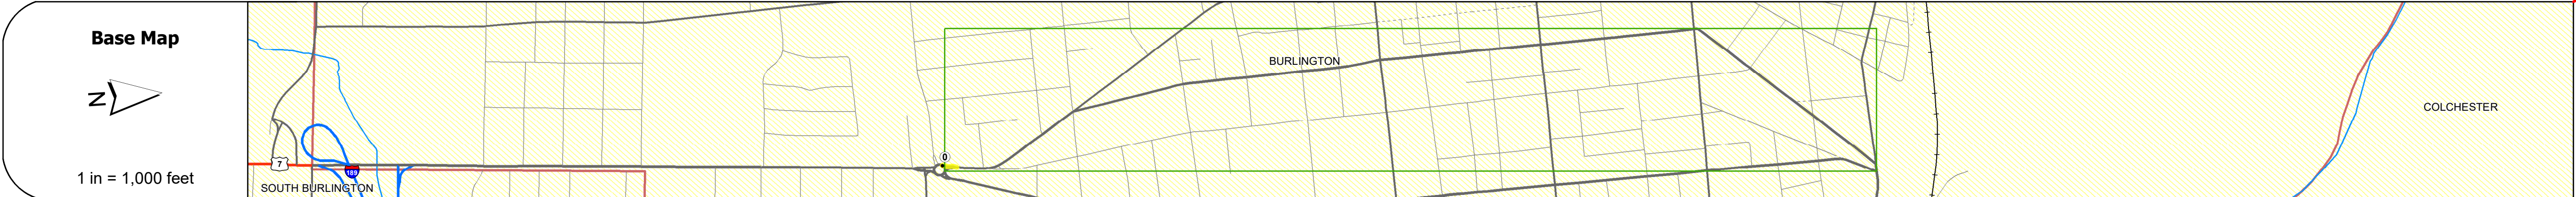 Base Map
N
1 in = 1,000 feet
7
189
SOUTH BURLINGTON
0
BURLINGTON
COLCHESTER